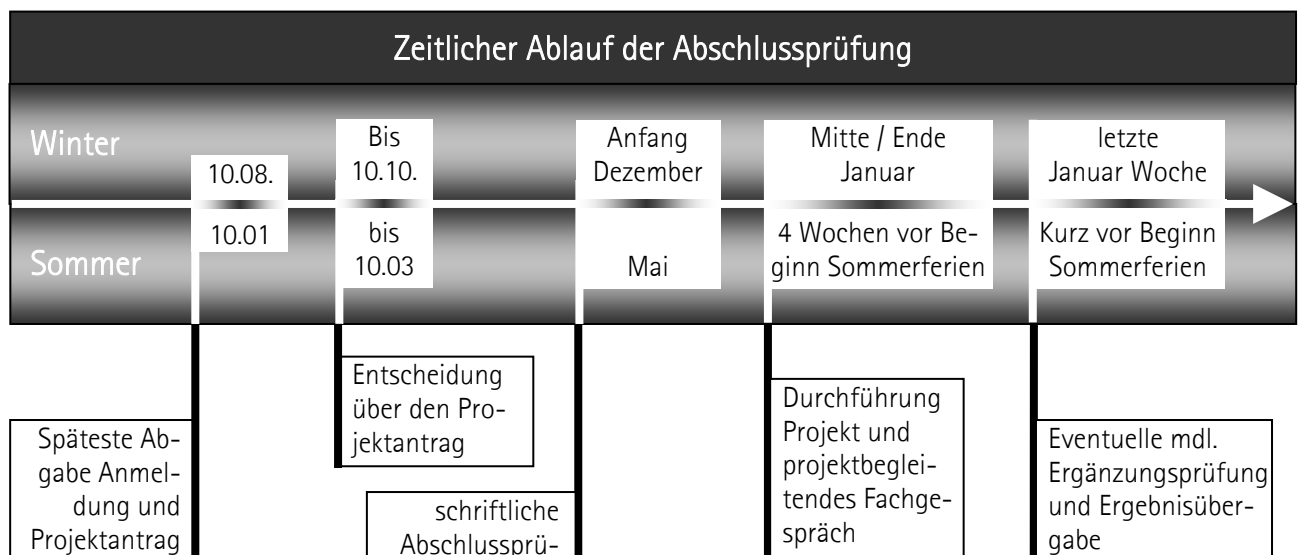 Zeitlicher Ablauf der Abschlussprüfung
Winter
10.08.
Bis
10.10.
Anfang
Dezember
Mitte / Ende
Januar
letzte
Januar Woche
Sommer
10.01
bis
10.03
Mai
4 Wochen vor Be-
ginn Sommerferien
Kurz vor Beginn
Sommerferien
Späteste Ab-
gabe Anmel-
dung und
Projektantrag
Entscheidung
über den Pro-
jektantrag
schriftliche
Abschlussprü-
Durchführung
Projekt und
projektbeglei-
tendes Fachge-
spräch
Eventuelle mdl.
Ergänzungsprüfung
und Ergebnisüber-
gabe